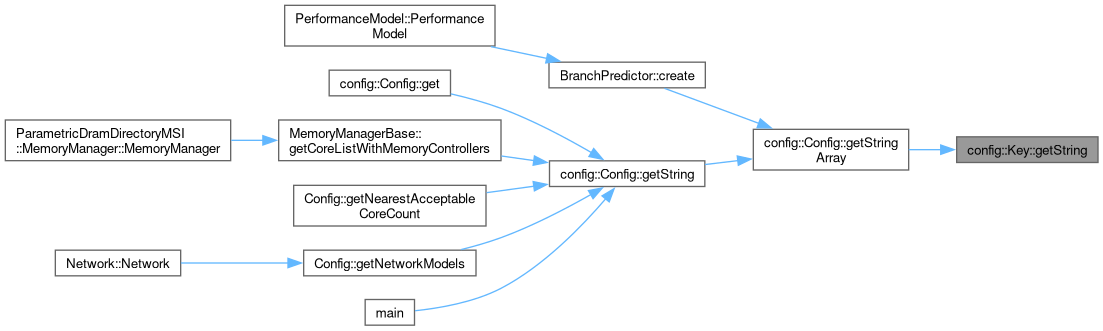 PerformanceModel::Performance
Model
BranchPredictor::create
config::Config::get
ParametricDramDirectoryMSI
::MemoryManager::MemoryManager
MemoryManagerBase::
getCoreListWithMemoryControllers
config::Config::getString
Array
config::Key::getString
config::Config::getString
Config::getNearestAcceptable
CoreCount
Network::Network
Config::getNetworkModels
main